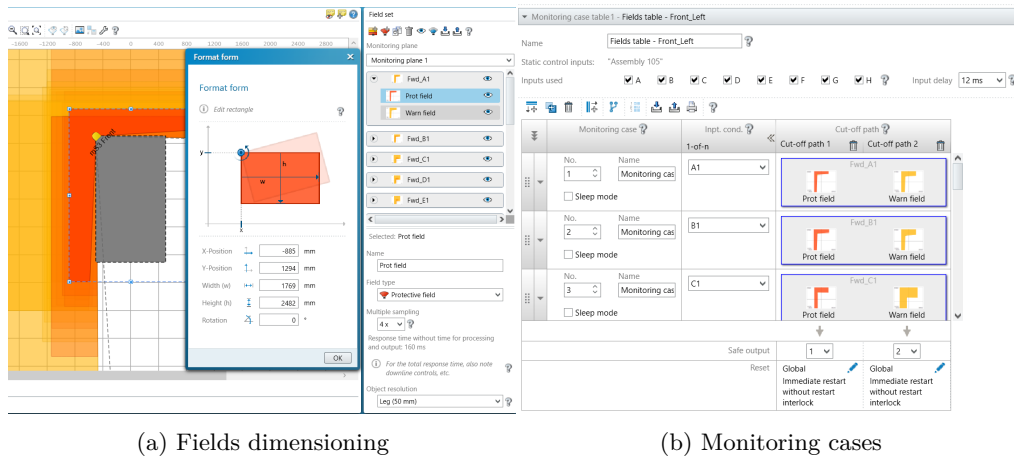 -1600 -1200 -800 -400 0 400 800 1200 1600 2000 2400 2800
Format form
Format form
Edit rectangle
y
h
w
x
X-Position -885 mm
Y-Position 1294 mm
Width (w) 1769 mm
Height (h) 2482 mm
Rotation 0 °
OK
Field set
Monitoring plane
Monitoring plane 1
Fwd_A1
Prot field
Warn field
Fwd_B1
Fwd_C1
Fwd_D1
Fwd_E1
Selected: Prot field
Name
Prot field
Field type
Protective field
Multiple sampling
4 x
Response time without time for processing
and output: 160 ms
For the total response time, also note
downline controls, etc.
Object resolution
Leg (50 mm)
(a) Fields dimensioning
Monitoring case table1 - Fields table - Front_Left
Name Fields table - Front_Left
Static control inputs: "Assembly 105"
Inputs used A B C D E F G H Input delay 12 ms
Monitoring case Inpt. cond. Cut-off path
1-of-n Cut-off path 1 Cut-off path 2
No. Name A1 Fwd_A1
1 Monitoring cas
Sleep mode Prot field Warn field
No. Name B1 Fwd_B1
2 Monitoring cas
Sleep mode Prot field Warn field
No. Name C1 Fwd_C1
3 Monitoring cas
Sleep mode Prot field Warn field
Safe output 1 2
Reset Global Global
Immediate restart Immediate restart
without restart without restart
interlock interlock
(b) Monitoring cases